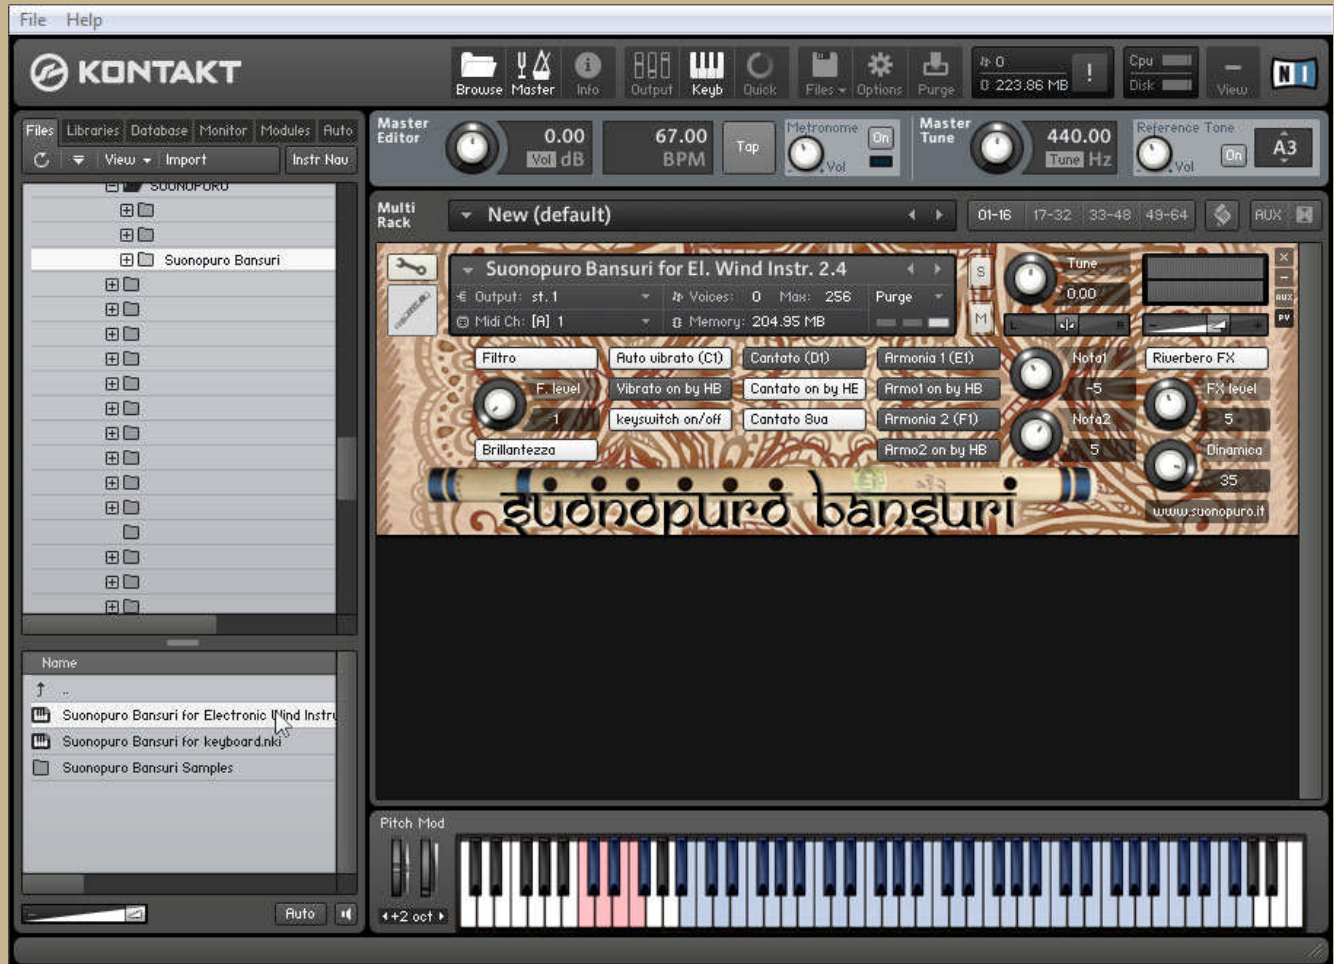 File Help
KONTAKT
Browse Master Info Output Keyb Quick Files Options Purge
0
223.86 MB
!
Cpu
Disk
View
NI
Files Libraries Database Monitor Modules Auto
View Import Instr Nav
SUONOPURO
Suonopuro Bansuri
Name
..
Suonopuro Bansuri for Electronic Wind Instru
Suonopuro Bansuri for keyboard.nki
Suonopuro Bansuri Samples
Auto
Master Editor
0.00
Vol dB
67.00
BPM
Tap
Metronome
On
Vol
Master Tune
440.00
Tune Hz
Reference Tone
On
Vol
A3
Multi Rack
New (default)
01-16 17-32 33-48 49-64
AUX
Suonopuro Bansuri for El. Wind Instr. 2.4
Output: st.1 Voices: 0 Max: 256 Purge
Midi Ch: [A] 1 Memory: 204.95 MB
S
M
Tune
0.00
L R
AUX
PV
Filtro Auto vibrato (C1) Cantato (D1) Armonia 1 (E1) Nota1 Riverbero FX
F. level Vibrato on by HB Cantato on by HE Armo1 on by HB -5 FX level
-1 keyswitch on/off Cantato 8va Armonia 2 (F1) Nota2 5
Brillantezza Armo2 on by HB 5 Dinamica
35
suonopuro bansuri
www.suonopuro.it
Pitch Mod
+2 oct